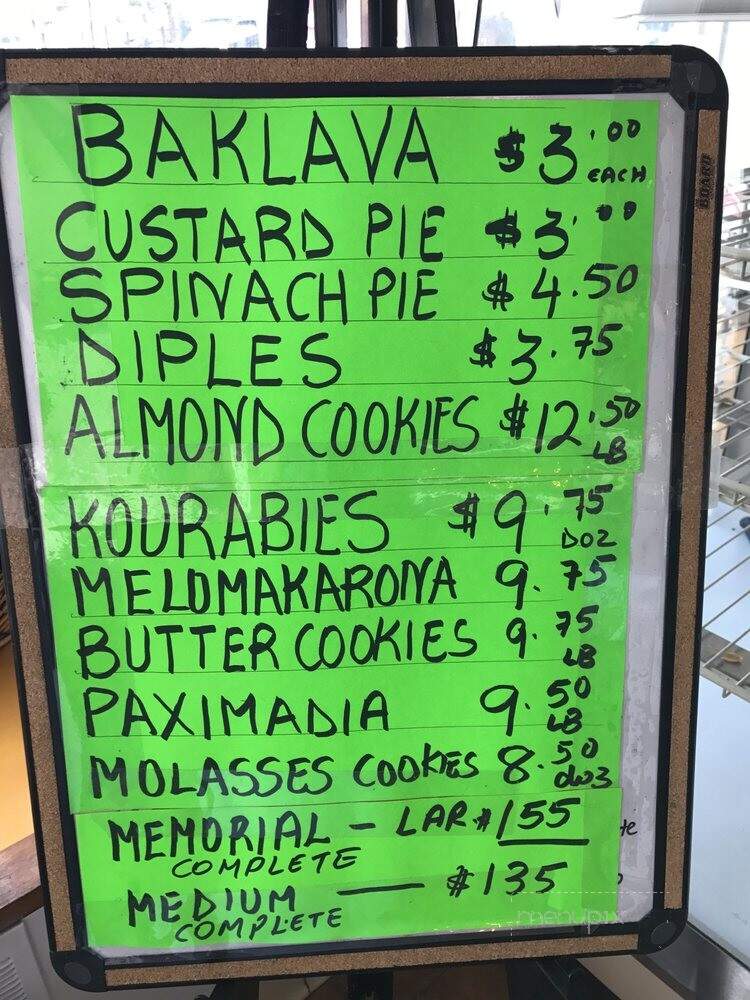 BOARD
BAKLAVA $3.00 EACH
CUSTARD PIE $3.00
SPINACH PIE $4.50
DIPLES $3.75
ALMOND COOKIES $12.50 LB
KOURABIES $9.75 DOZ
MELOMAKARONA 9.75
BUTTER COOKIES 9.75 LB
PAXIMADIA 9.50 LB
MOLASSES COOKIES 8.50
MEMORIAL - LAR $155
COMPLETE
MEDIUM — $135
COMPLETE
menupix